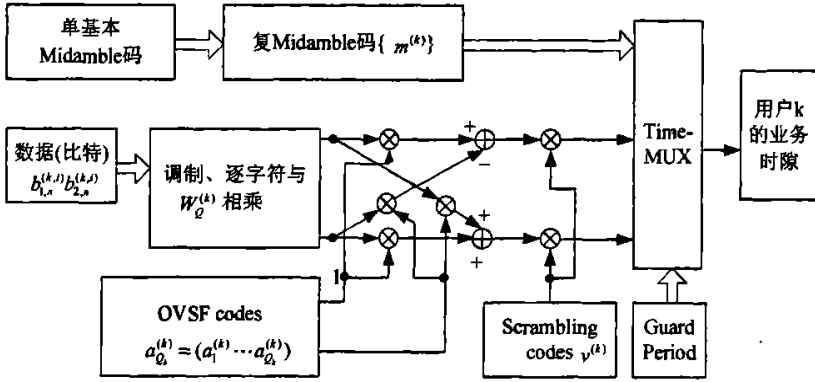 单基本
Midamble码
复Midamble码{ m^(k)}
数据(比特)
b_{1,n}^{(k,i)}b_{2,n}^{(k,i)}
调制、逐字符与
W_Q^{(k)} 相乘
Time-
MUX
用户k
的业务
时隙
+
−
+
+
1
OVSF codes
a_{Q_k}^{(k)}=(a_1^{(k)}⋯a_{Q_k}^{(k)})
Scrambling
codes ν^(k)
Guard
Period